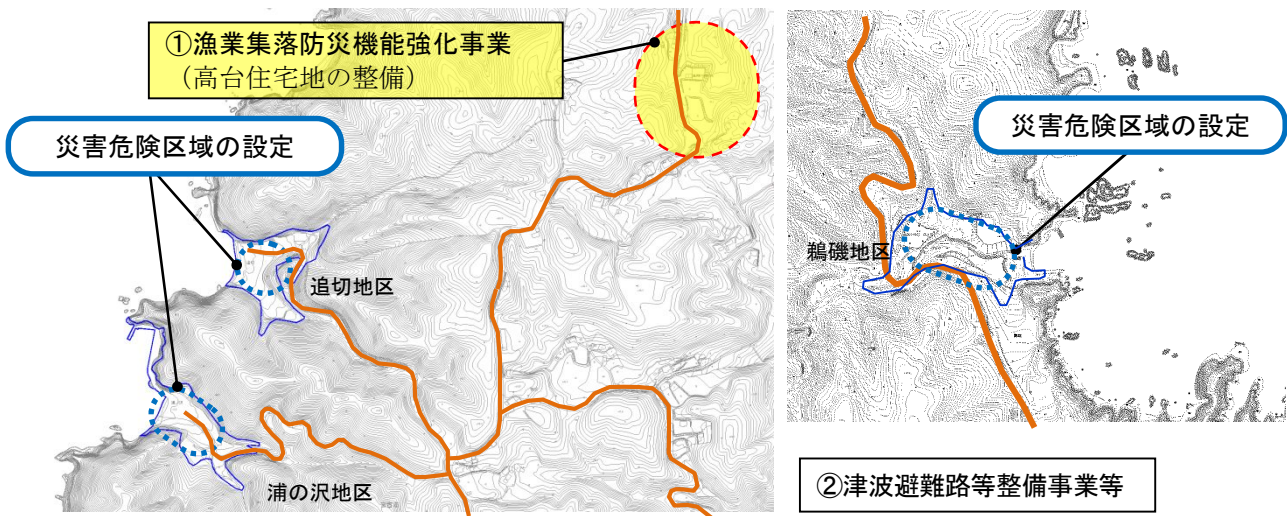 ①漁業集落防災機能強化事業
（高台住宅地の整備）
災害危険区域の設定
追切地区
浦の沢地区
災害危険区域の設定
鵜磯地区
②津波避難路等整備事業等